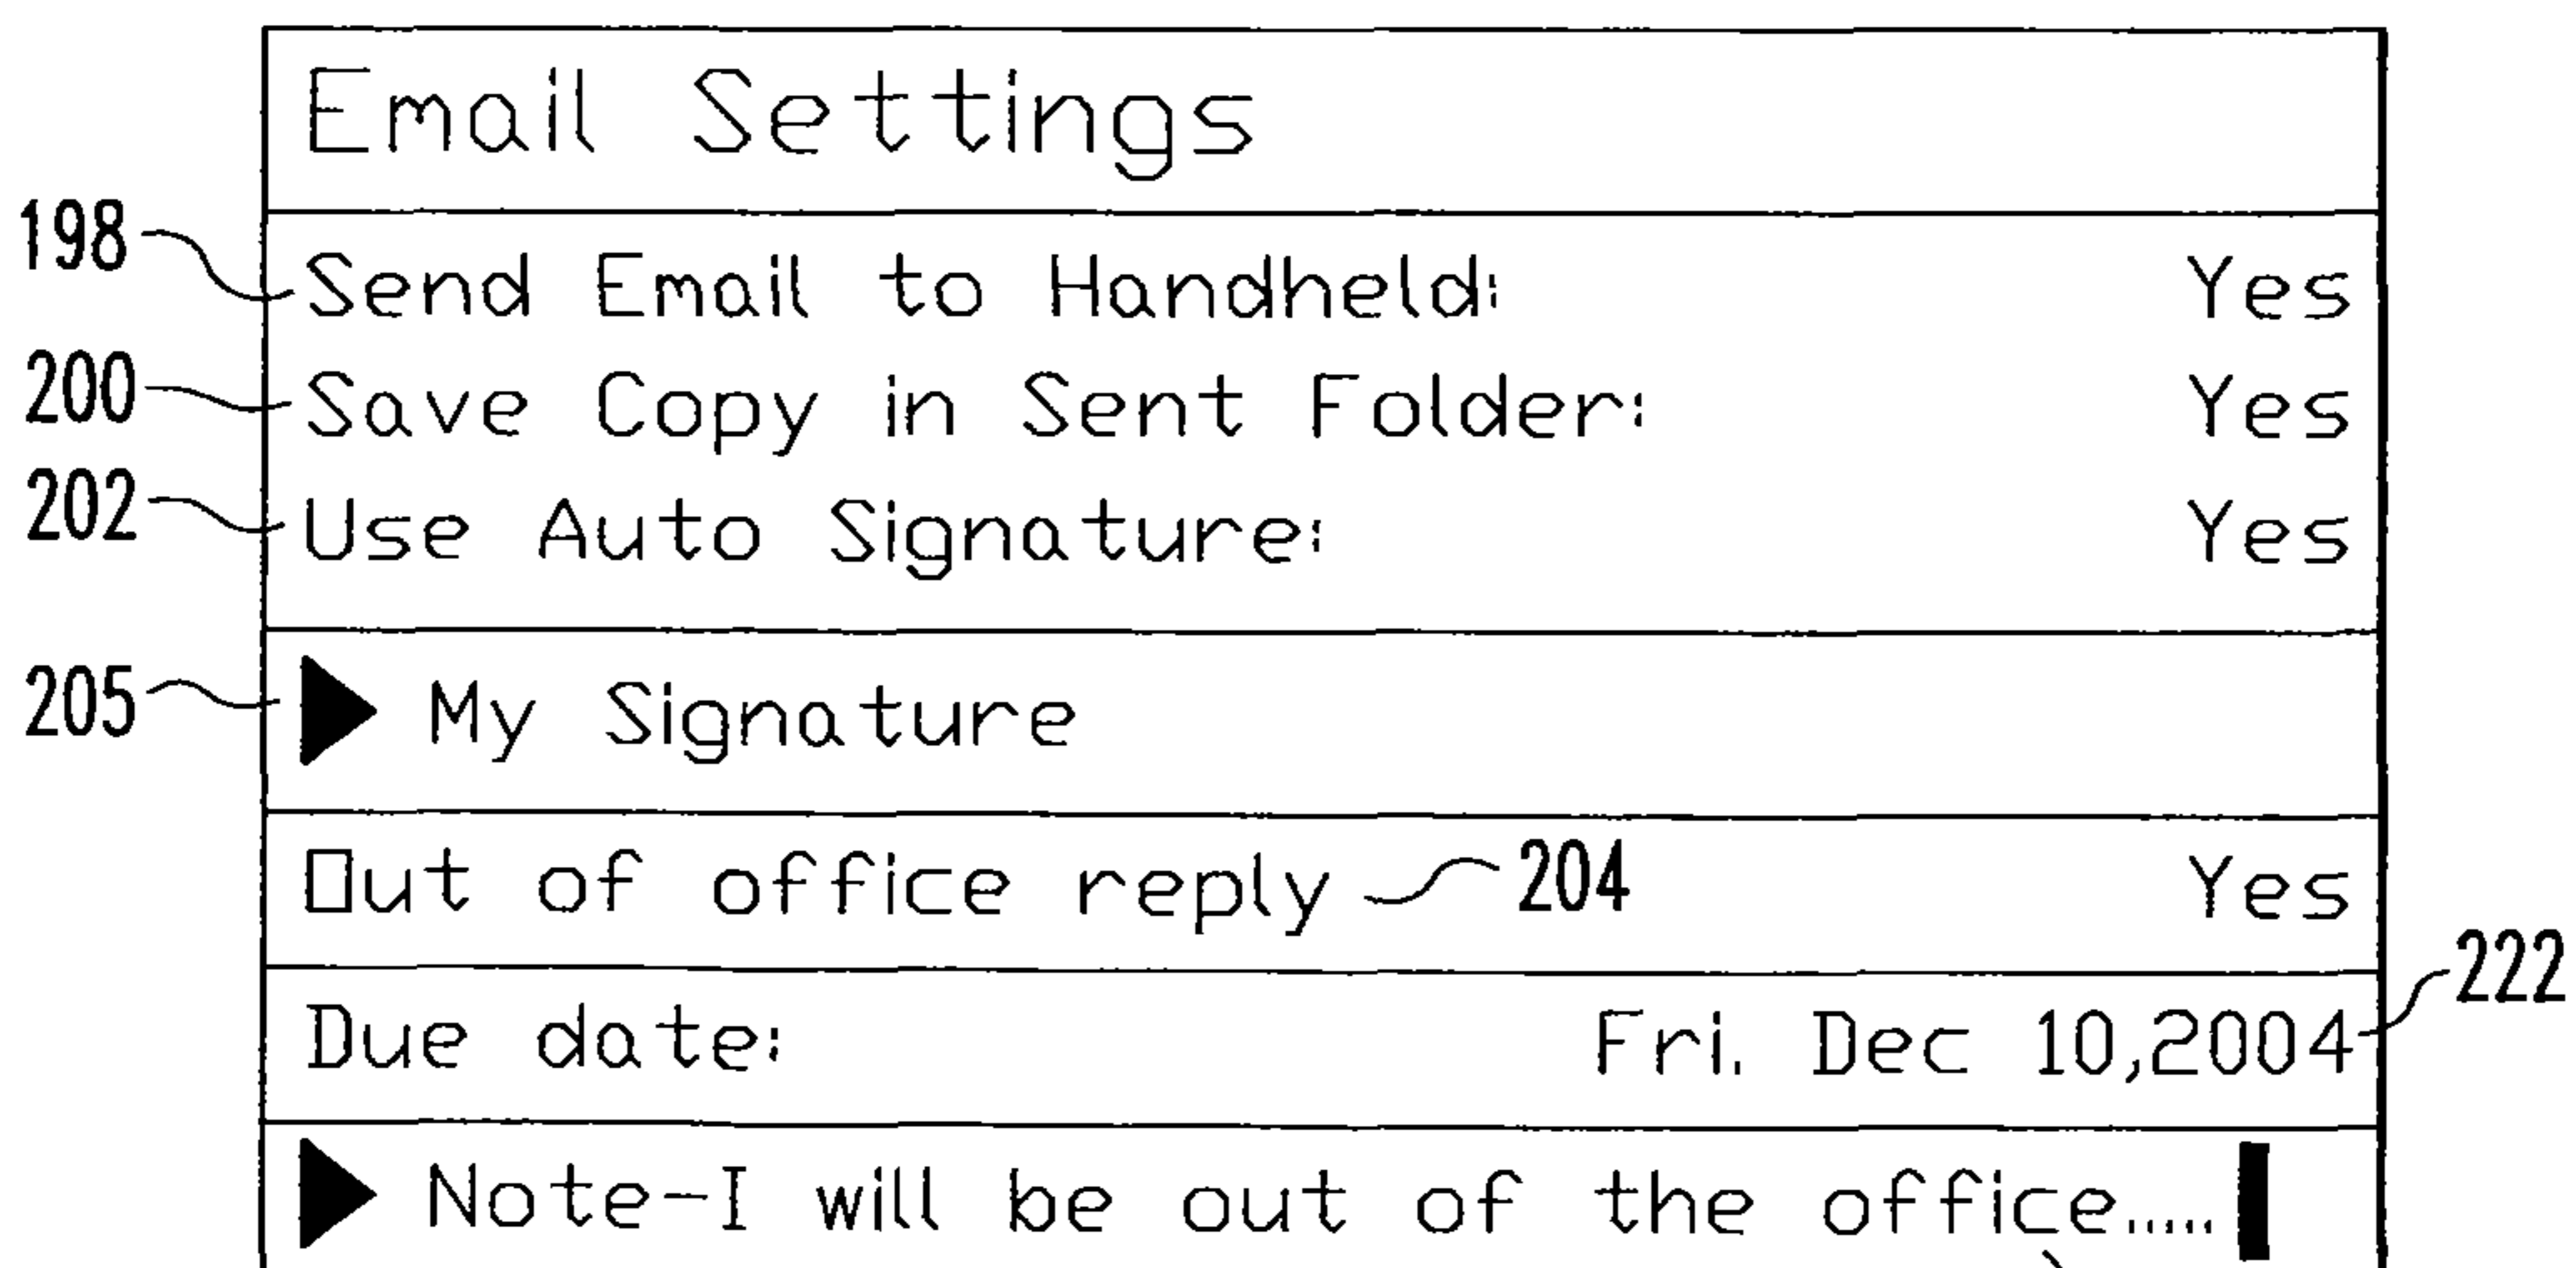 Email Settings
198 Send Email to Handheld: Yes
200 Save Copy in Sent Folder: Yes
202 Use Auto Signature: Yes
205 My Signature
Out of office reply 204 Yes
222
Due date: Fri. Dec 10,2004
Note-I will be out of the office.....